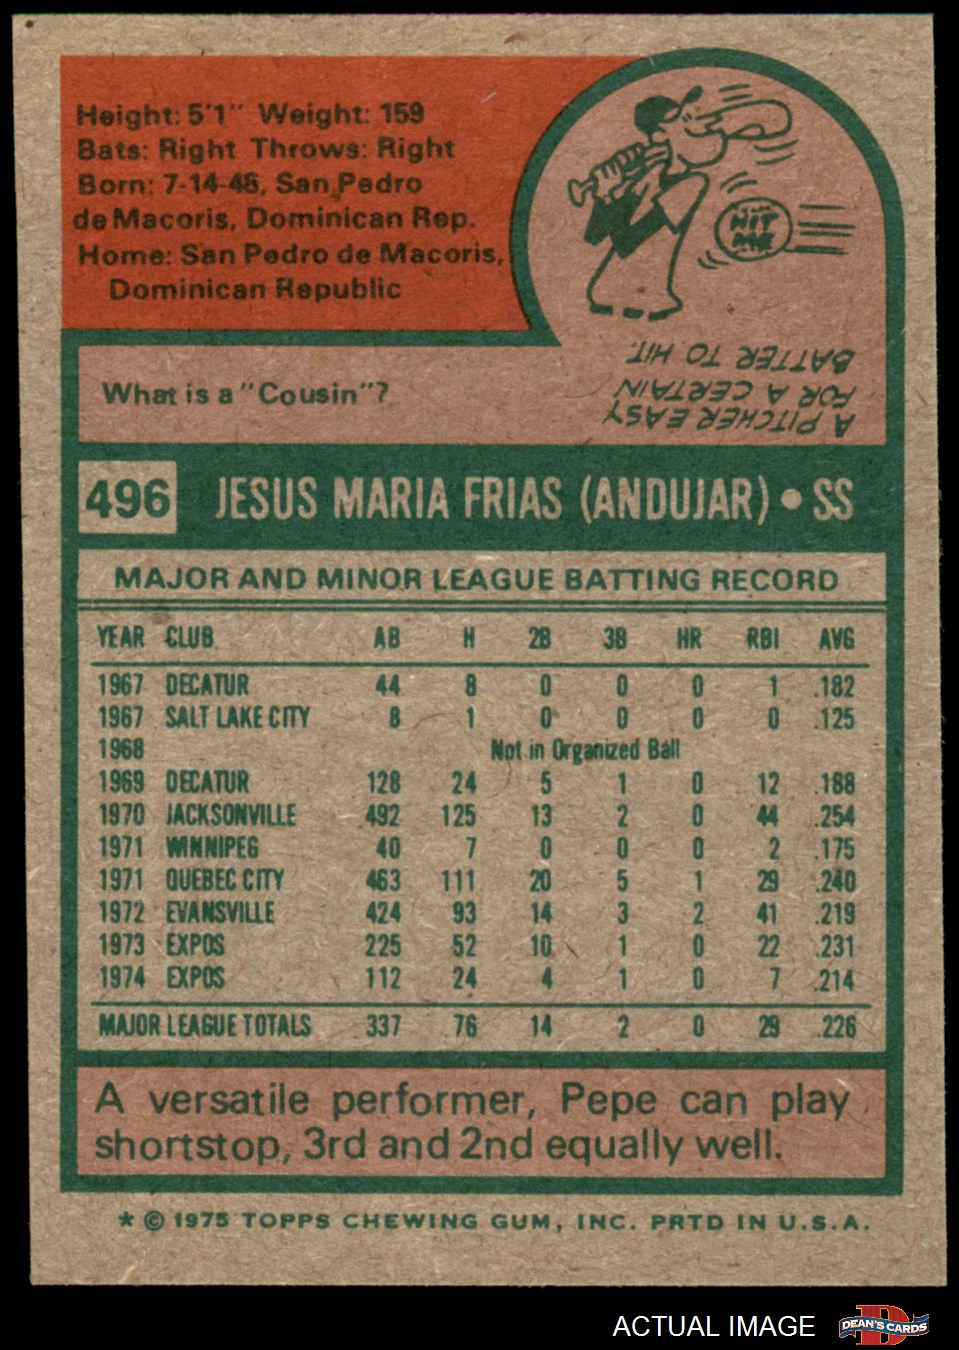 Height: 5'1" Weight: 159
Bats: Right Throws: Right
Born: 7-14-48, San Pedro
de Macoris, Dominican Rep.
Home: San Pedro de Macoris,
Dominican Republic
HIT
ME
What is a "Cousin"?
A PITCHER EASY
FOR A CERTAIN
BATTER TO HIT.
496 JESUS MARIA FRIAS (ANDUJAR) • SS
MAJOR AND MINOR LEAGUE BATTING RECORD
YEAR CLUB AB H 2B 3B HR RBI AVG
1967 DECATUR 44 8 0 0 0 1 .182
1967 SALT LAKE CITY 8 1 0 0 0 0 .125
1968 Not in Organized Ball
1969 DECATUR 128 24 5 1 0 12 .188
1970 JACKSONVILLE 492 125 13 2 0 44 .254
1971 WINNIPEG 40 7 0 0 0 2 .175
1971 QUEBEC CITY 463 111 20 5 1 29 .240
1972 EVANSVILLE 424 93 14 3 2 41 .219
1973 EXPOS 225 52 10 1 0 22 .231
1974 EXPOS 112 24 4 1 0 7 .214
MAJOR LEAGUE TOTALS 337 76 14 2 0 29 .226
A versatile performer, Pepe can play
shortstop, 3rd and 2nd equally well.
* © 1975 TOPPS CHEWING GUM, INC. PRTD IN U.S.A.
ACTUAL IMAGE
D
DEAN'S CARDS